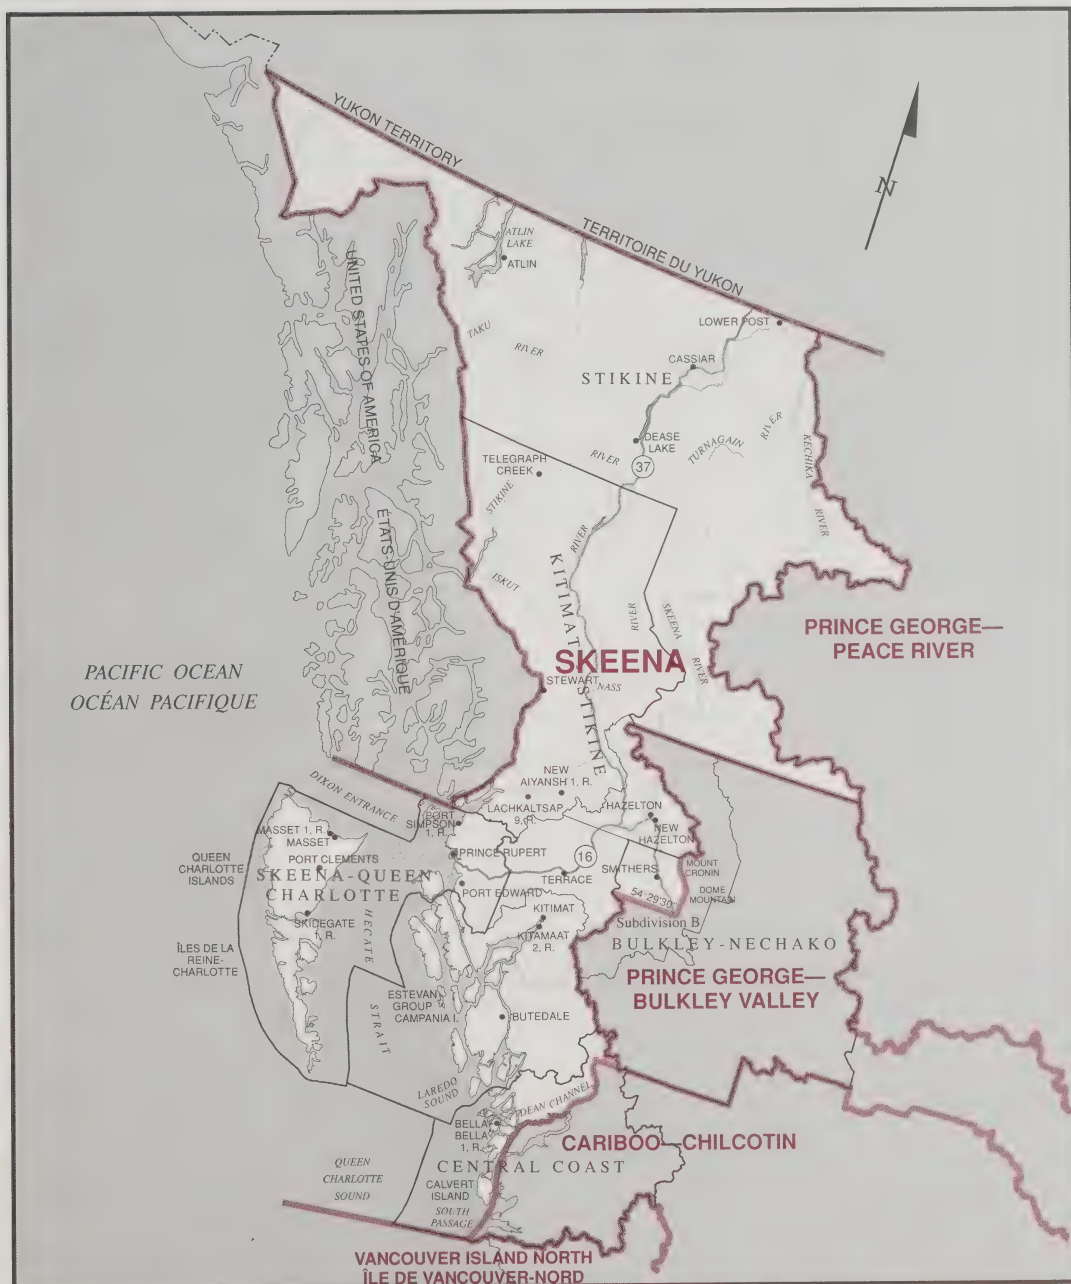 YUKON TERRITORY
TERRITOIRE DU YUKON
N
ATLIN
LAKE
ATLIN
UNITED STATES OF AMERICA
ÉTATS-UNIS D'AMERIQUE
TAKU
RIVER
LOWER POST
CASSIAR
STIKINE
DEASE
LAKE
TURNAGAIN
RIVER
KECHIKA
RIVER
37
TELEGRAPH
CREEK
STIKINE
RIVER
ISKUT
RIVER
KITIMAT-STIKINE
SKEENA
RIVER
SKEENA
STEWART
NASS
RIVER
PRINCE GEORGE—
PEACE RIVER
PACIFIC OCEAN
OCÉAN PACIFIQUE
DIXON ENTRANCE
NEW
AIYANSH 1, R.
LACHKALTSAP
9, R.
PORT
SIMPSON
1, R.
HAZELTON
NEW
HAZELTON
MASSET 1, R.
MASSET
PORT CLEMENTS
QUEEN
CHARLOTTE
ISLANDS
SKEENA-QUEEN
CHARLOTTE
SKIDEGATE
1, R.
ÎLES DE LA
REINE-
CHARLOTTE
HECATE
STRAIT
PRINCE RUPERT
PORT EDWARD
16
TERRACE
SMITHERS
54°29'30"
MOUNT
CRONIN
DOME
MOUNTAIN
Subdivision B
BULKLEY-NECHAKO
PRINCE GEORGE—
BULKLEY VALLEY
KITIMAT
KITAMAAT
2, R.
ESTEVAN
GROUP
CAMPANIA I.
BUTEDALE
LAREDO
SOUND
DEAN CHANNEL
BELLA
BELLA
1, R.
CARIBOO—CHILCOTIN
CENTRAL COAST
CALVERT
ISLAND
SOUTH
PASSAGE
QUEEN
CHARLOTTE
SOUND
VANCOUVER ISLAND NORTH
ÎLE DE VANCOUVER-NORD